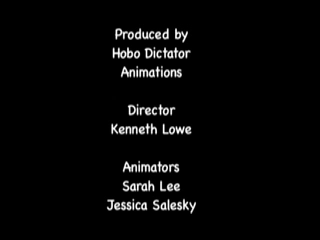 Produced by
Hobo Dictator
Animations
Director
Kenneth Lowe
Animators
Sarah Lee
Jessica Salesky